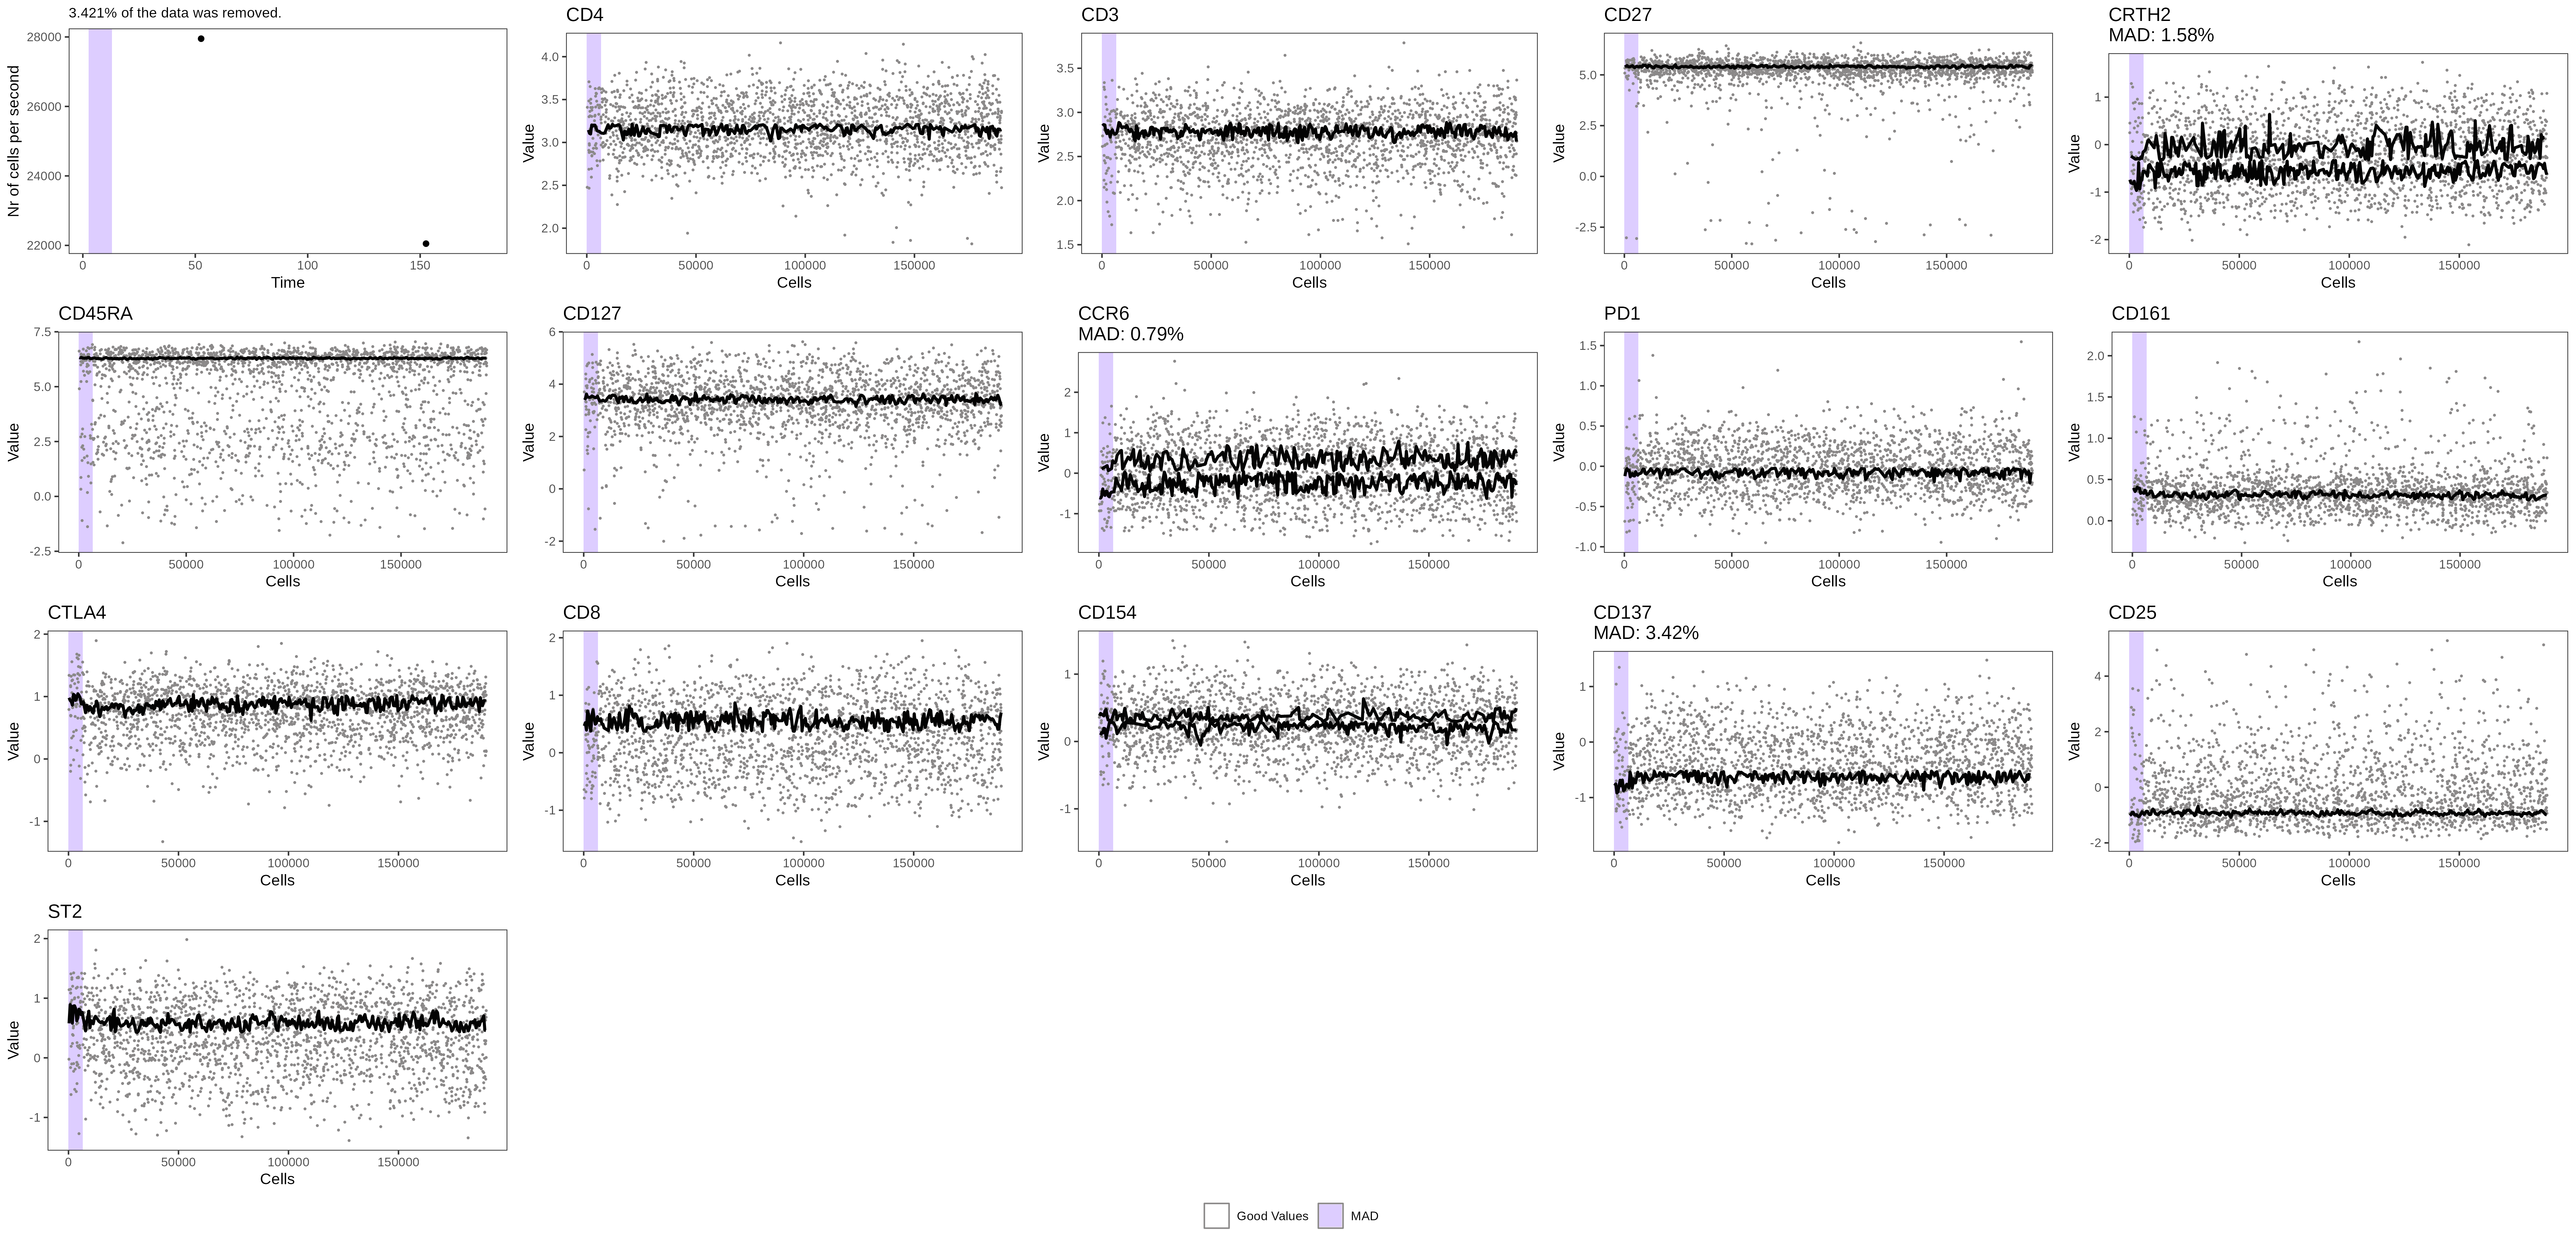 3.421% of the data was removed.
Nr of cells per second
28000
26000
24000
22000
0 50 100 150
Time
CD4
Value
4.0
3.5
3.0
2.5
2.0
0 50000 100000 150000
Cells
CD3
Value
3.5
3.0
2.5
2.0
1.5
0 50000 100000 150000
Cells
CD27
Value
5.0
2.5
0.0
-2.5
0 50000 100000 150000
Cells
CRTH2
MAD: 1.58%
Value
1
0
-1
-2
0 50000 100000 150000
Cells
CD45RA
Value
7.5
5.0
2.5
0.0
-2.5
0 50000 100000 150000
Cells
CD127
Value
6
4
2
0
-2
0 50000 100000 150000
Cells
CCR6
MAD: 0.79%
Value
2
1
0
-1
0 50000 100000 150000
Cells
PD1
Value
1.5
1.0
0.5
0.0
-0.5
-1.0
0 50000 100000 150000
Cells
CD161
Value
2.0
1.5
1.0
0.5
0.0
0 50000 100000 150000
Cells
CTLA4
Value
2
1
0
-1
0 50000 100000 150000
Cells
CD8
Value
2
1
0
-1
0 50000 100000 150000
Cells
CD154
Value
1
0
-1
0 50000 100000 150000
Cells
CD137
MAD: 3.42%
Value
1
0
-1
0 50000 100000 150000
Cells
CD25
Value
4
2
0
-2
0 50000 100000 150000
Cells
ST2
Value
2
1
0
-1
0 50000 100000 150000
Cells
Good Values MAD